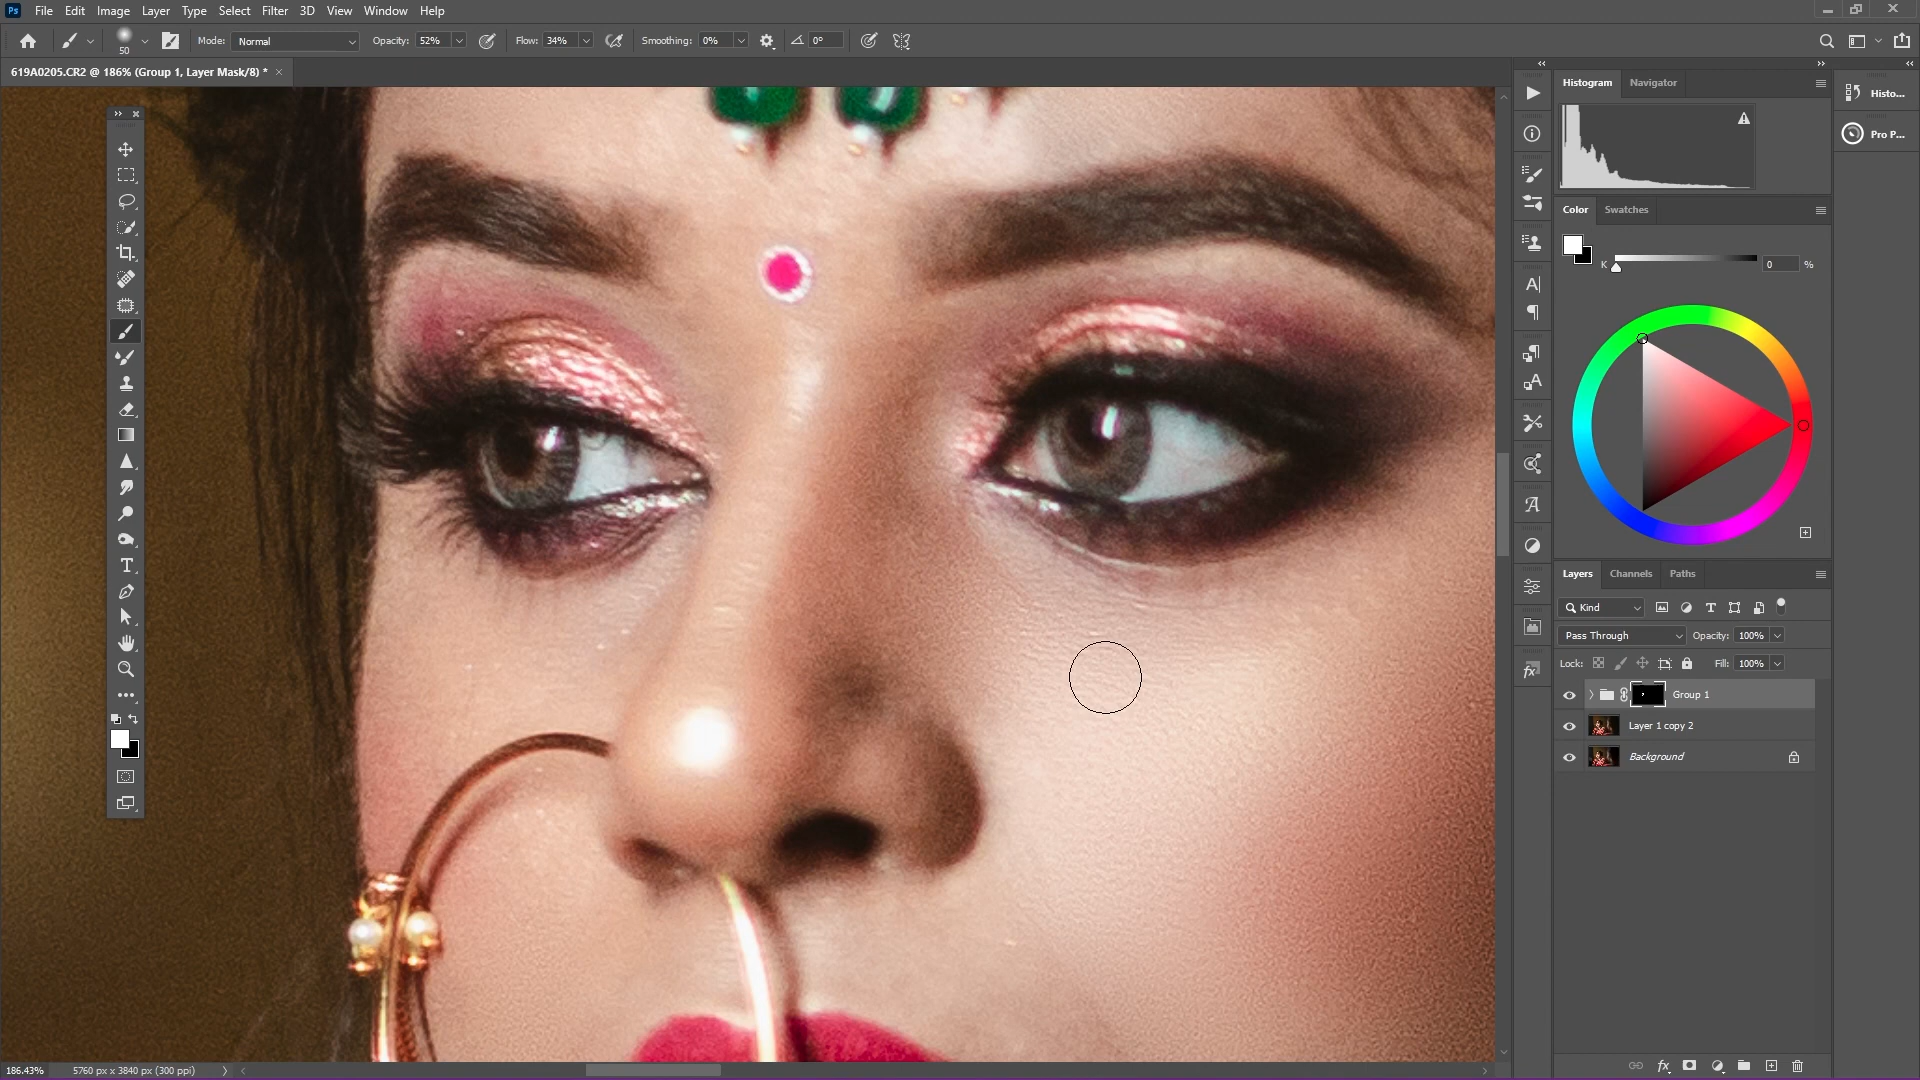 Ps File Edit Image Layer Type Select Filter 3D View Window Help
50 Mode: Normal Opacity: 52% Flow: 34% Smoothing: 0% 0°
619A0205.CR2 @ 186% (Group 1, Layer Mask/8) *
Histogram Navigator
Histo...
Pro P...
Color Swatches
K 0 %
Layers Channels Paths
Kind
Pass Through Opacity: 100%
Lock: Fill: 100%
Group 1
Layer 1 copy 2
Background
186.43% 5760 px x 3840 px (300 ppi)